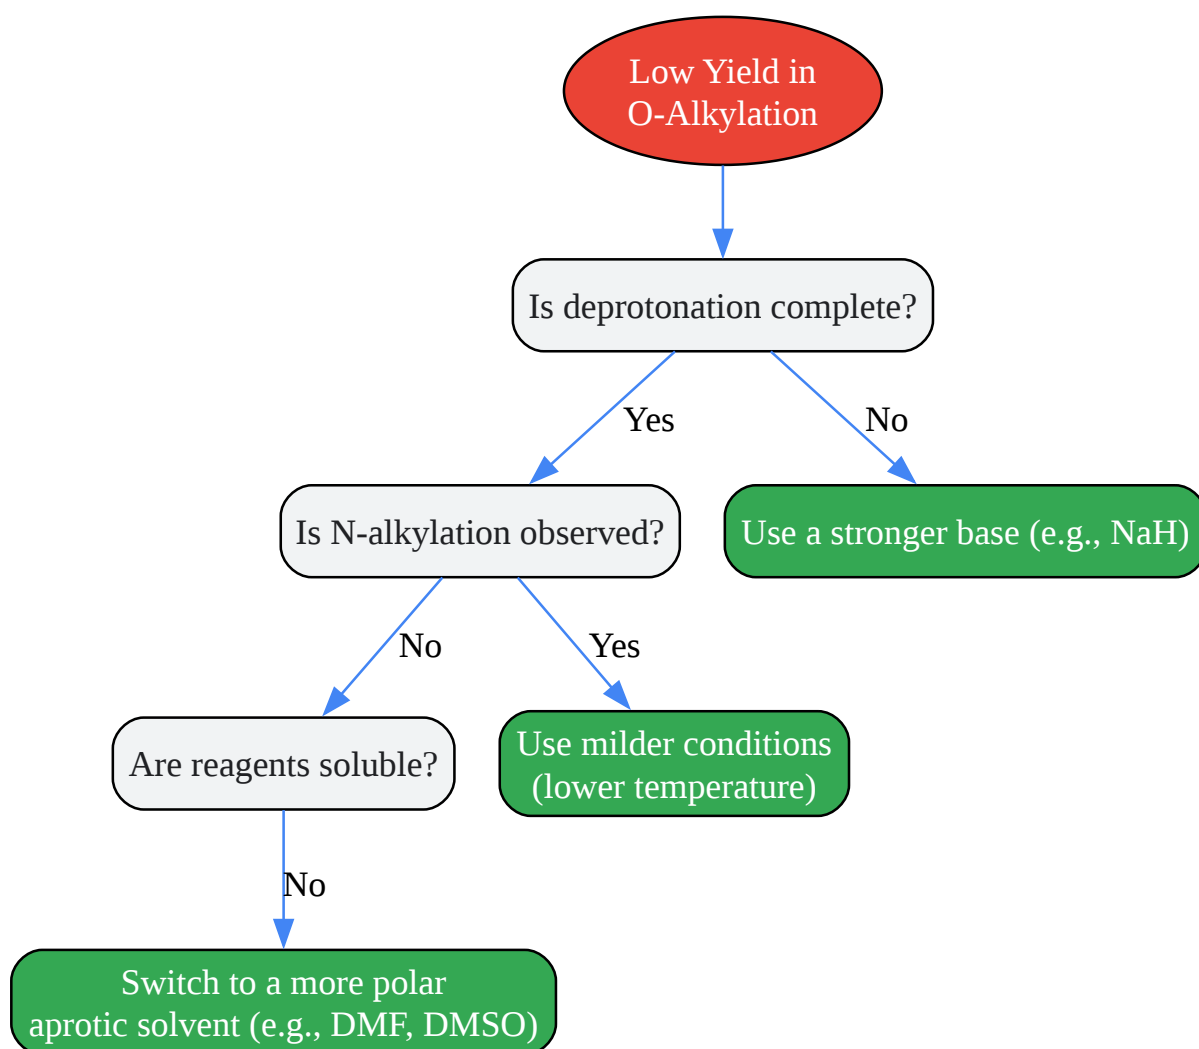 Low Yield in
O-Alkylation
Is deprotonation complete?
Yes
No
Is N-alkylation observed?
Use a stronger base (e.g., NaH)
No
Yes
Are reagents soluble?
Use milder conditions
(lower temperature)
No
Switch to a more polar
aprotic solvent (e.g., DMF, DMSO)